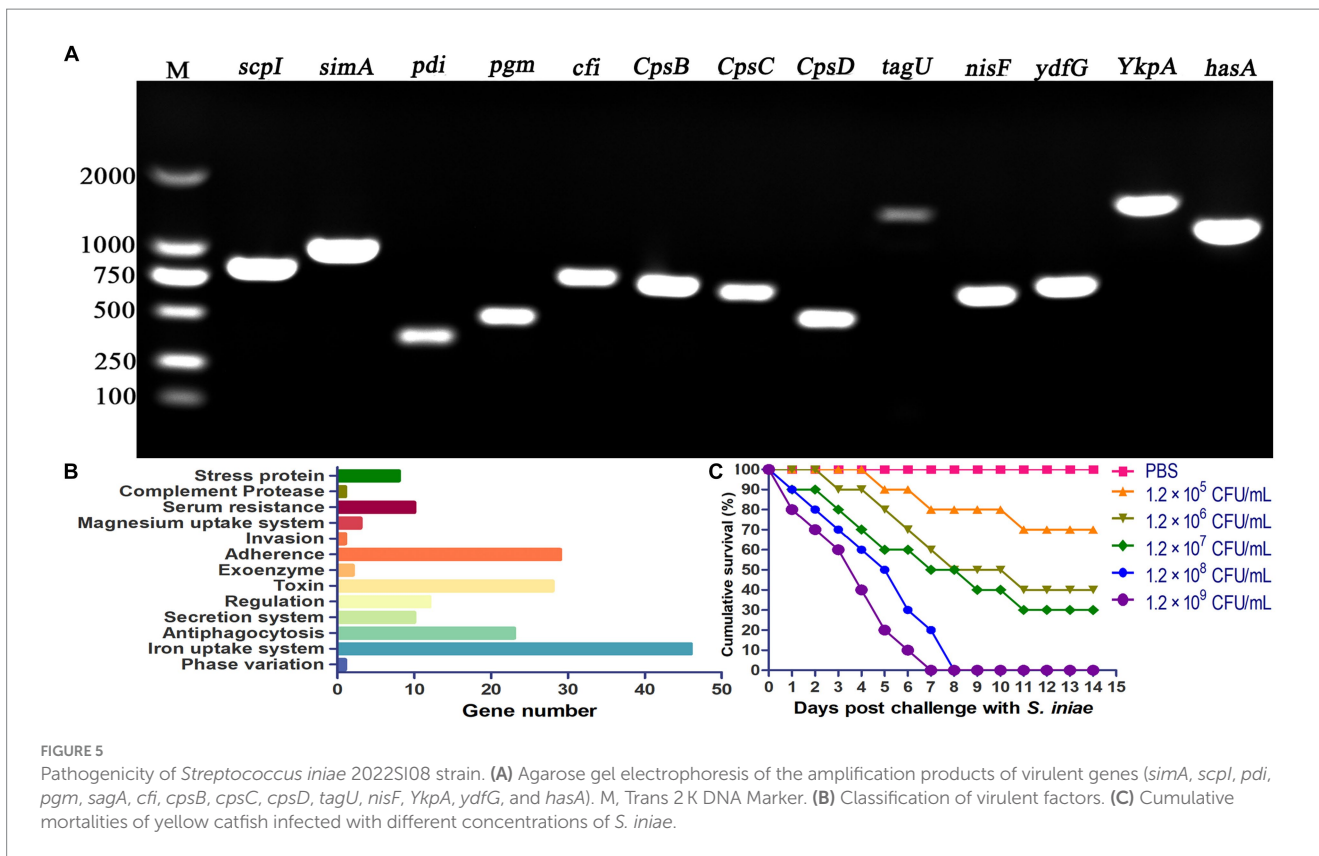 A
M scpI simA pdi pgm cfi CpsB CpsC CpsD tagU nisF ydfG YkpA hasA
2000
1000
750
500
250
100
B
Stress protein
Complement Protease
Serum resistance
Magnesium uptake system
Invasion
Adherence
Exoenzyme
Toxin
Regulation
Secretion system
Antiphagocytosis
Iron uptake system
Phase variation
0 10 20 30 40 50
Gene number
C
Cumulative survival (%)
100
90
80
70
60
50
40
30
20
10
0
0 1 2 3 4 5 6 7 8 9 10 11 12 13 14 15
Days post challenge with S. iniae
PBS
1.2 × 10⁵ CFU/mL
1.2 × 10⁶ CFU/mL
1.2 × 10⁷ CFU/mL
1.2 × 10⁸ CFU/mL
1.2 × 10⁹ CFU/mL
FIGURE 5
Pathogenicity of Streptococcus iniae 2022SI08 strain. (A) Agarose gel electrophoresis of the amplification products of virulent genes (simA, scpI, pdi,
pgm, sagA, cfi, cpsB, cpsC, cpsD, tagU, nisF, YkpA, ydfG, and hasA). M, Trans 2 K DNA Marker. (B) Classification of virulent factors. (C) Cumulative
mortalities of yellow catfish infected with different concentrations of S. iniae.